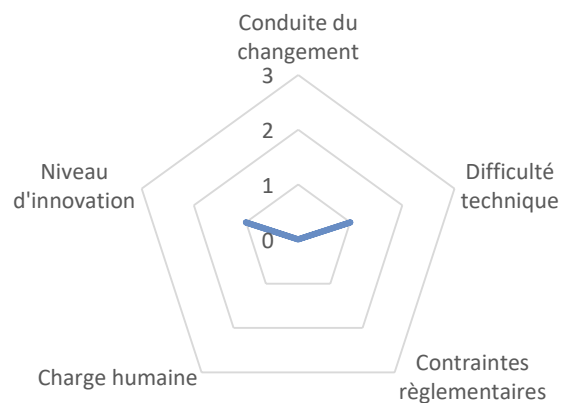 Conduite du
changement
3
2
1
0
Difficulté
technique
Contraintes
règlementaires
Charge humaine
Niveau
d'innovation